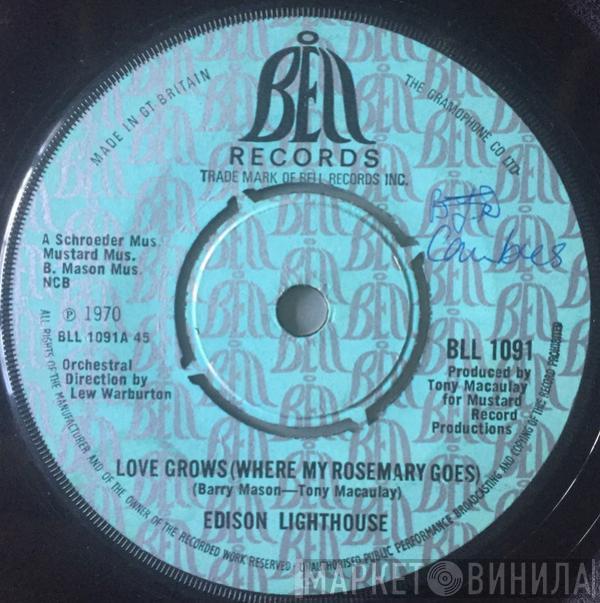 BELL
RECORDS
TRADE MARK OF BELL RECORDS INC.
MADE IN GT. BRITAIN
THE GRAMOPHONE CO LTD.
A Schroeder Mus.
Mustard Mus.
B. Mason Mus.
NCB
℗ 1970
BLL 1091A 45
Orchestral
Direction by
Lew Warburton
BLL 1091
Produced by
Tony Macaulay
for Mustard
Record
Productions
LOVE GROWS (WHERE MY ROSEMARY GOES)
(Barry Mason—Tony Macaulay)
EDISON LIGHTHOUSE
ALL RIGHTS OF THE MANUFACTURER AND OF THE OWNER OF THE RECORDED WORK RESERVED · UNAUTHORISED PUBLIC PERFORMANCE BROADCASTING AND COPYING OF THIS RECORD PROHIBITED
МАРКЕТ ВИНИЛА